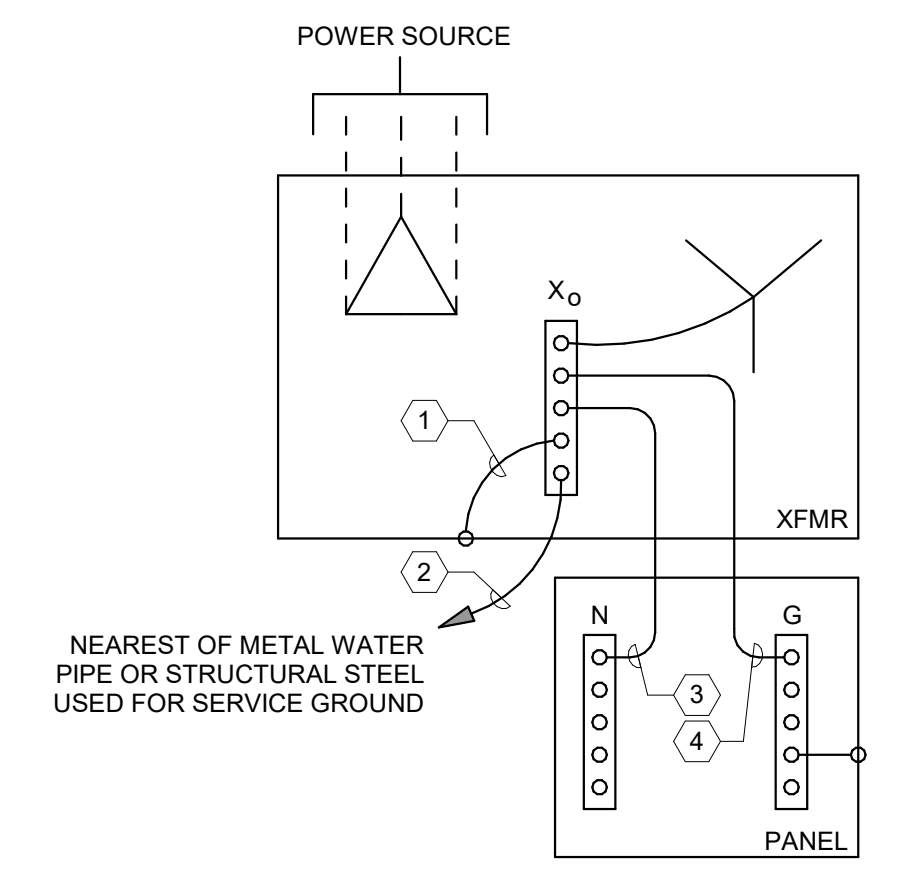 POWER SOURCE
X₀
1
XFMR
2
N
G
NEAREST OF METAL WATER
PIPE OR STRUCTURAL STEEL
USED FOR SERVICE GROUND
3
4
PANEL